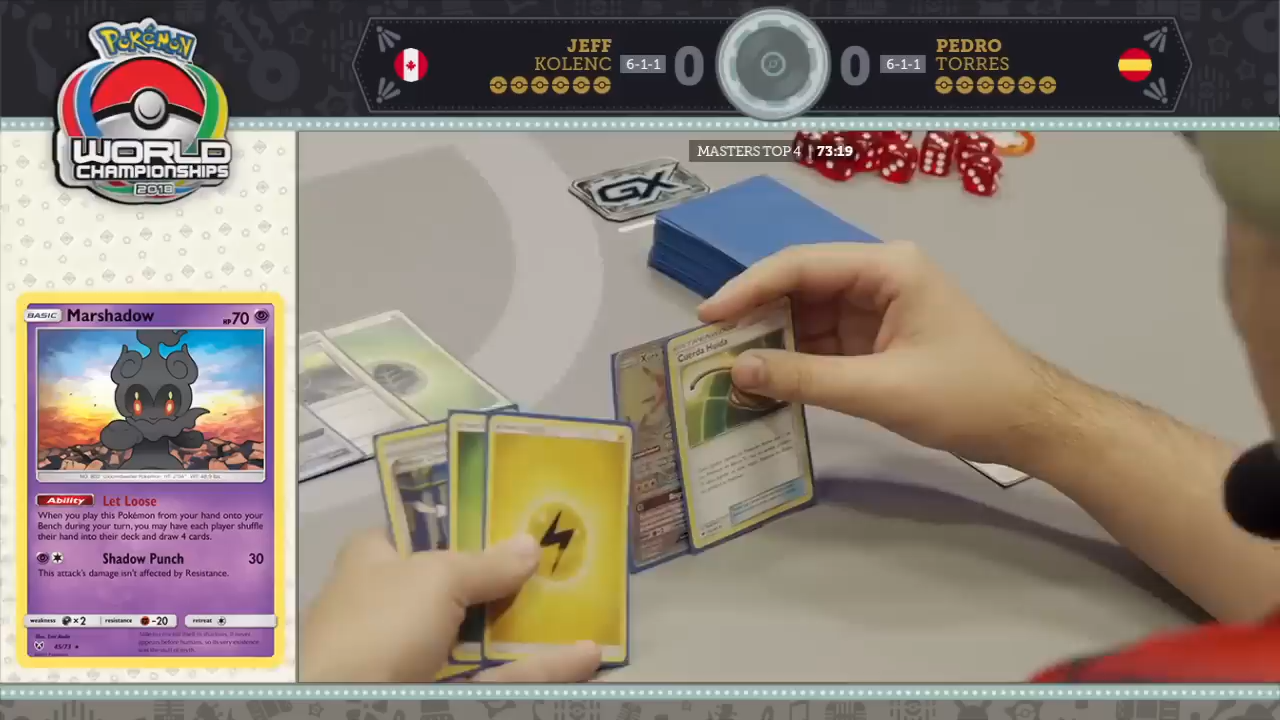 Pokémon
WORLD
CHAMPIONSHIPS
2018
JEFF
KOLENC
6-1-1
0
0
6-1-1
PEDRO
TORRES
MASTERS TOP 4
73:19
GX
Cuerda Huida
BASIC
Marshadow
HP70
Ability
Let Loose
When you play this Pokémon from your hand onto your
Bench during your turn, you may have each player shuffle
their hand into their deck and draw 4 cards.
Shadow Punch
30
This attack's damage isn't affected by Resistance.
weakness
×2
resistance
-20
retreat
45/73